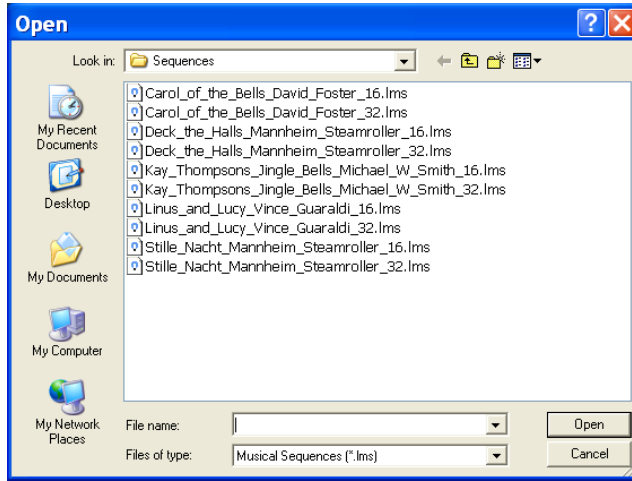 Open
Look in: Sequences
My Recent
Documents
Desktop
My Documents
My Computer
My Network
Places
Carol_of_the_Bells_David_Foster_16.lms
Carol_of_the_Bells_David_Foster_32.lms
Deck_the_Halls_Mannheim_Steamroller_16.lms
Deck_the_Halls_Mannheim_Steamroller_32.lms
Kay_Thompsons_Jingle_Bells_Michael_W_Smith_16.lms
Kay_Thompsons_Jingle_Bells_Michael_W_Smith_32.lms
Linus_and_Lucy_Vince_Guaraldi_16.lms
Linus_and_Lucy_Vince_Guaraldi_32.lms
Stille_Nacht_Mannheim_Steamroller_16.lms
Stille_Nacht_Mannheim_Steamroller_32.lms
File name: Open
Files of type: Musical Sequences (*.lms) Cancel